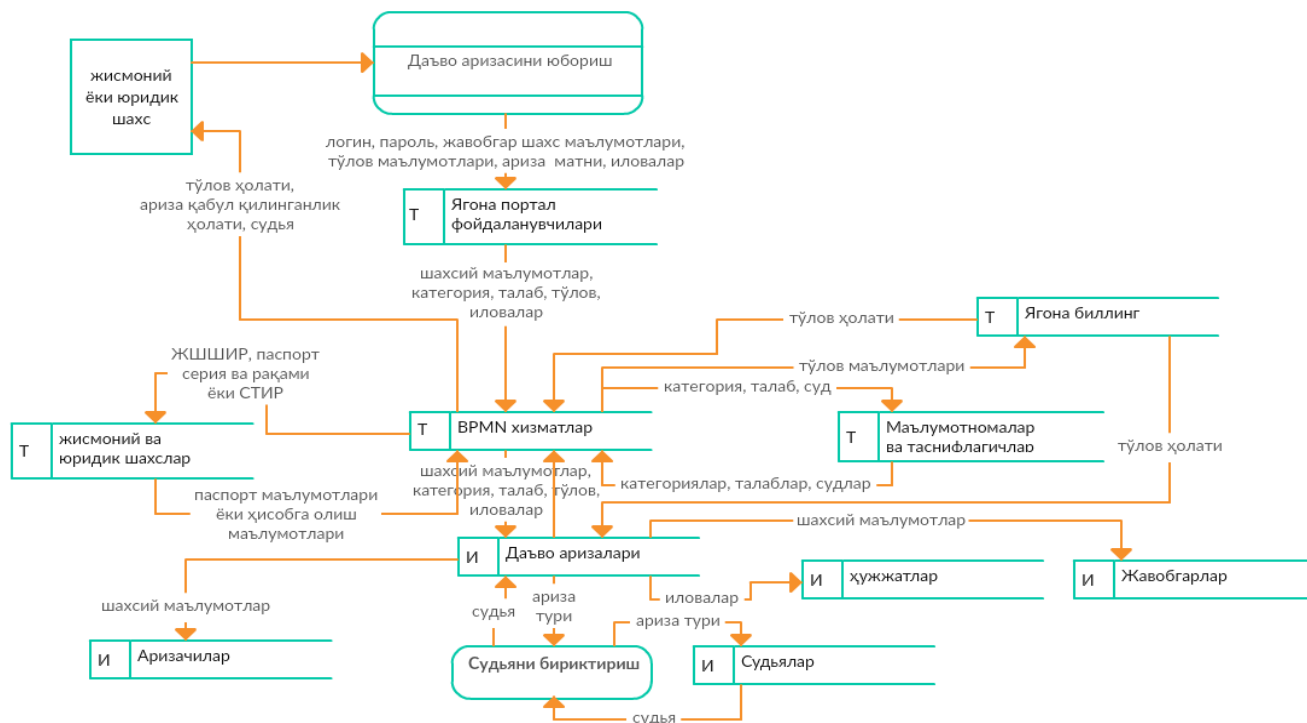 жисмоний
ёки юридик
шахс
Даъво аризасини юбориш
логин, пароль, жавобгар шахс маълумотлари,
тўлов маълумотлари, ариза матни, иловалар
тўлов ҳолати,
ариза қабул қилинганлик
ҳолати, судья
Т
Ягона портал
фойдаланувчилари
шахсий маълумотлар,
категория, талаб, тўлов,
иловалар
тўлов ҳолати
Т
Ягона биллинг
ЖШШИР, паспорт
серия ва рақами
ёки СТИР
тўлов маълумотлари
категория, талаб, суд
Т
BPMN хизматлар
Т
Маълумотномалар
ва таснифлагичлар
тўлов ҳолати
Т
жисмоний ва
юридик шахслар
шахсий маълумотлар,
категория, талаб, тўлов,
иловалар
категориялар, талаблар, судлар
паспорт маълумотлари
ёки ҳисобга олиш
маълумотлари
шахсий маълумотлар
И
Даъво аризалари
И
ҳужжатлар
И
Жавобгарлар
шахсий маълумотлар
судья
ариза
тури
иловалар
ариза тури
И
Аризачилар
Судьяни бириктириш
И
Судьялар
судья